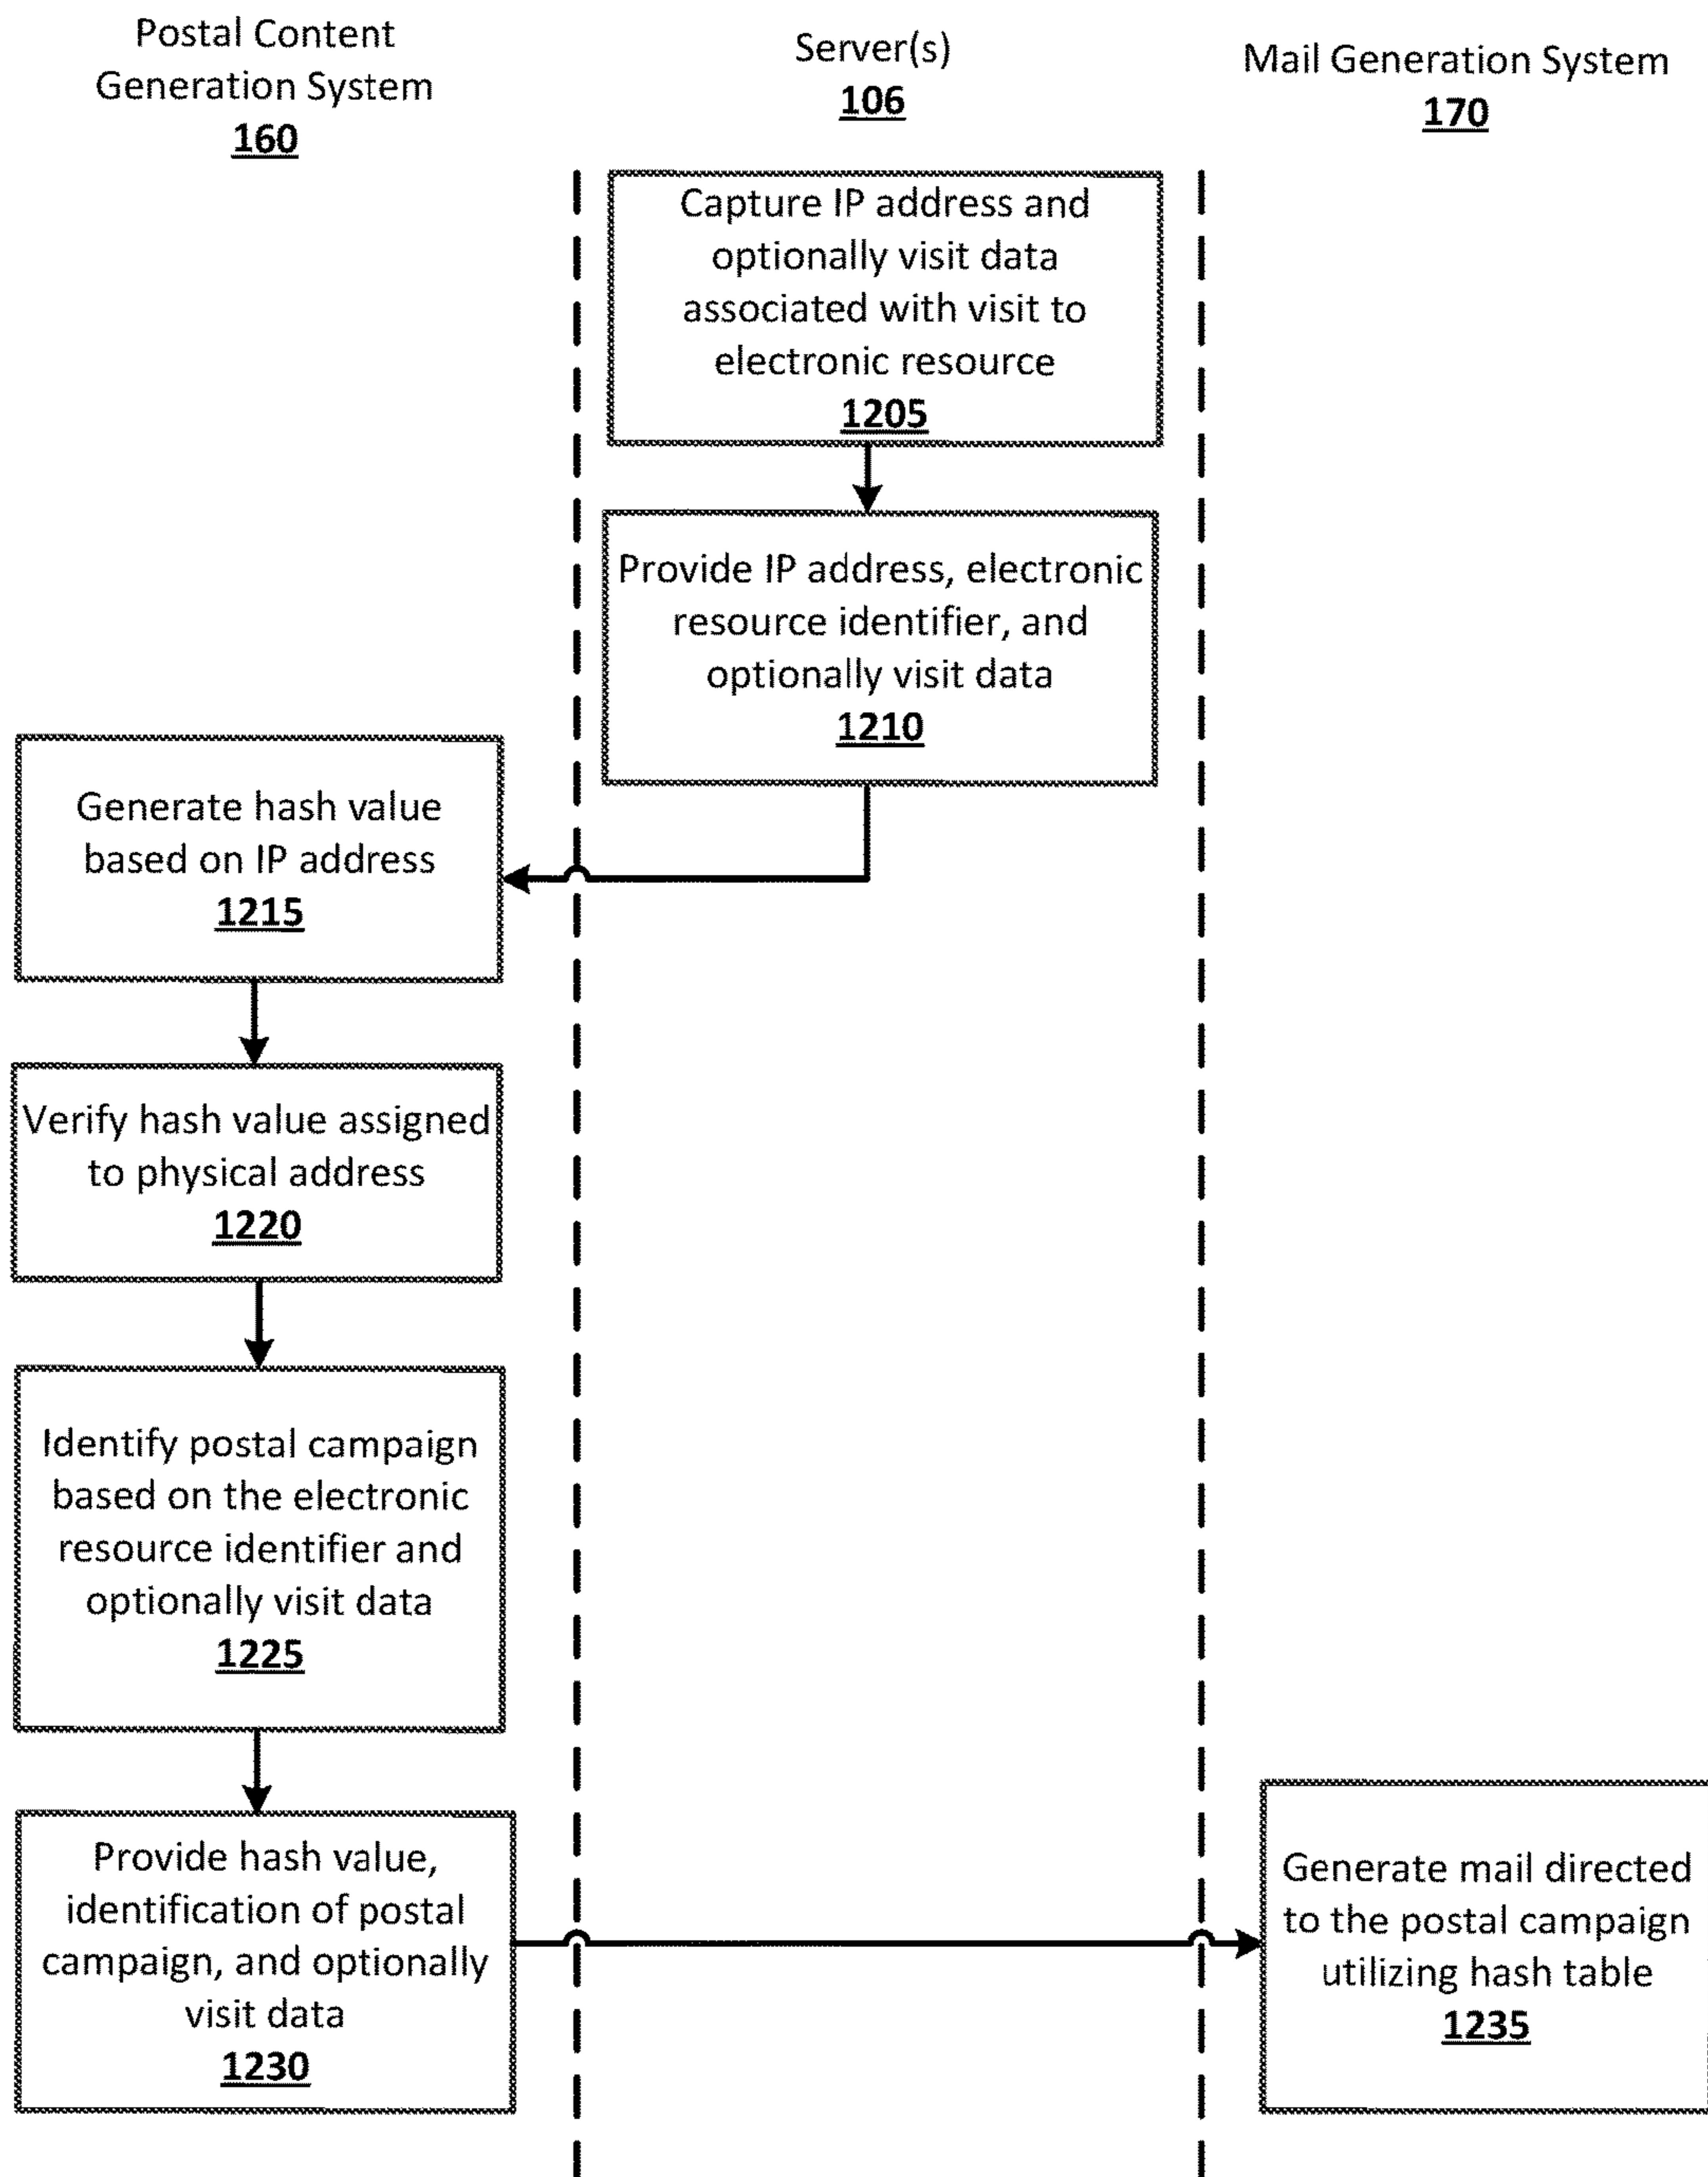 Postal Content
Generation System
160
Server(s)
106
Mail Generation System
170
Capture IP address and
optionally visit data
associated with visit to
electronic resource
1205
Provide IP address, electronic
resource identifier, and
optionally visit data
1210
Generate hash value
based on IP address
1215
Verify hash value assigned
to physical address
1220
Identify postal campaign
based on the electronic
resource identifier and
optionally visit data
1225
Provide hash value,
identification of postal
campaign, and optionally
visit data
1230
Generate mail directed
to the postal campaign
utilizing hash table
1235